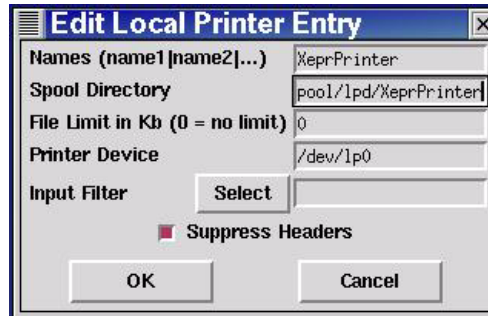 Edit Local Printer Entry
Names (name1|name2|...) XeprPrinter
Spool Directory pool/lpd/XeprPrinter
File Limit in Kb (0 = no limit) 0
Printer Device /dev/lp0
Input Filter Select
Suppress Headers
OK Cancel